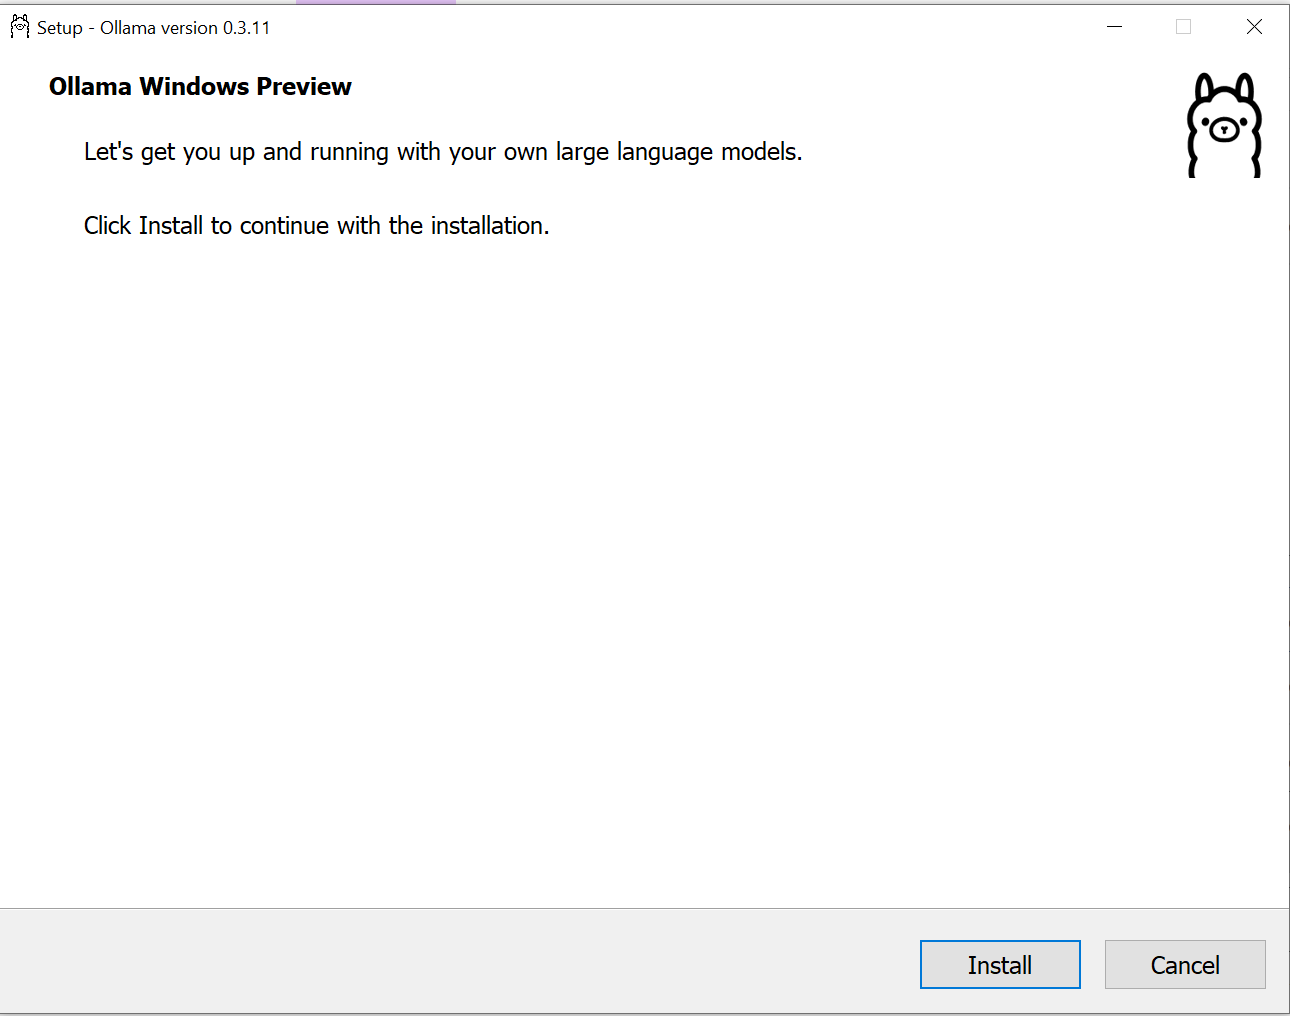 Setup - Ollama version 0.3.11
Ollama Windows Preview
Let's get you up and running with your own large language models.
Click Install to continue with the installation.
Install
Cancel